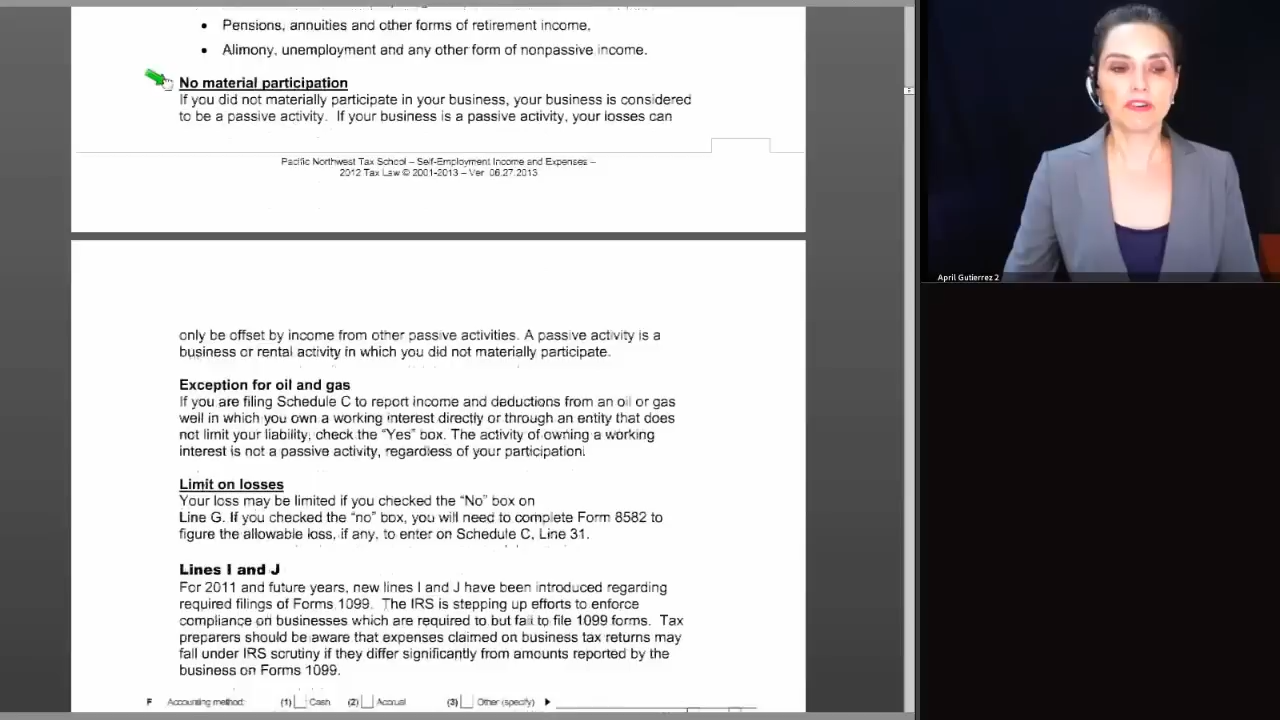 • Pensions, annuities and other forms of retirement income,
• Alimony, unemployment and any other form of nonpassive income.
No material participation
If you did not materially participate in your business, your business is considered
to be a passive activity. If your business is a passive activity, your losses can
Pacific Northwest Tax School – Self-Employment Income and Expenses –
2012 Tax Law © 2001-2013 – Ver 06.27.2013
only be offset by income from other passive activities. A passive activity is a
business or rental activity in which you did not materially participate.
Exception for oil and gas
If you are filing Schedule C to report income and deductions from an oil or gas
well in which you own a working interest directly or through an entity that does
not limit your liability, check the “Yes” box. The activity of owning a working
interest is not a passive activity, regardless of your participation.
Limit on losses
Your loss may be limited if you checked the “No” box on
Line G. If you checked the “no” box, you will need to complete Form 8582 to
figure the allowable loss, if any, to enter on Schedule C, Line 31.
Lines I and J
For 2011 and future years, new lines I and J have been introduced regarding
required filings of Forms 1099. The IRS is stepping up efforts to enforce
compliance on businesses which are required to but fail to file 1099 forms. Tax
preparers should be aware that expenses claimed on business tax returns may
fall under IRS scrutiny if they differ significantly from amounts reported by the
business on Forms 1099.
F Accounting method: (1) Cash (2) Accrual (3) Other (specify)
April Gutierrez 2